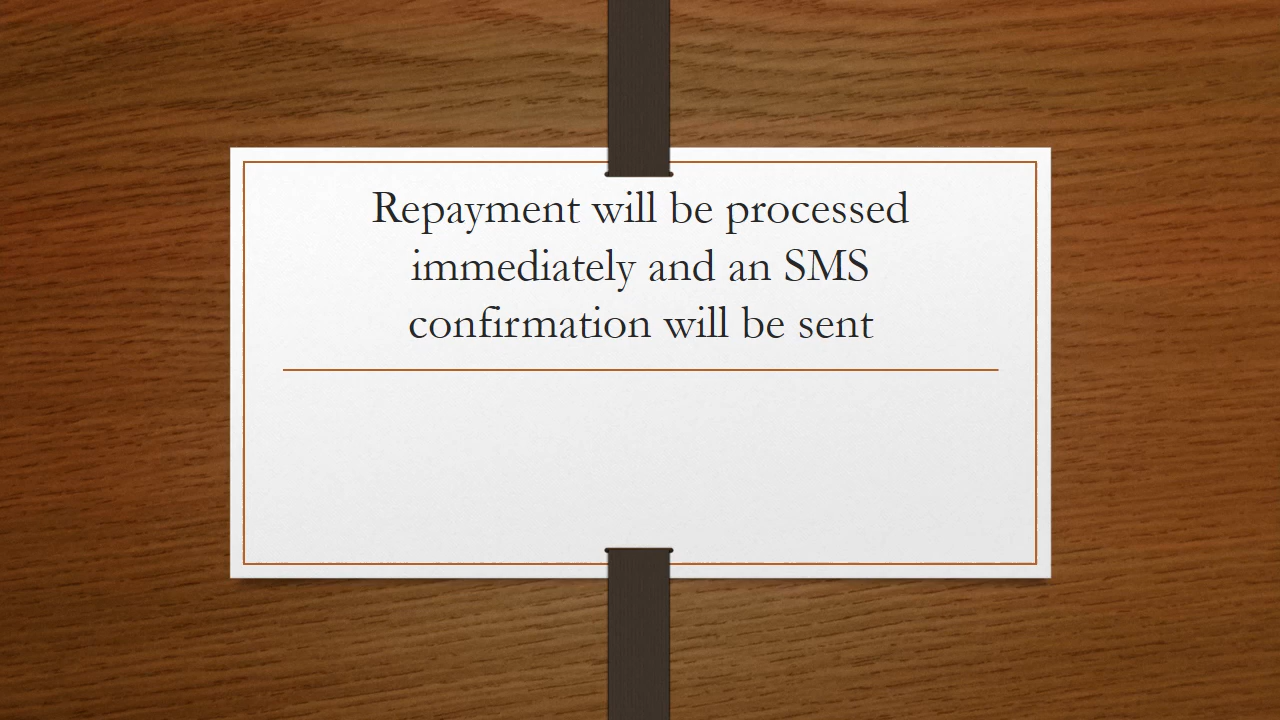 Repayment will be processed
immediately and an SMS
confirmation will be sent